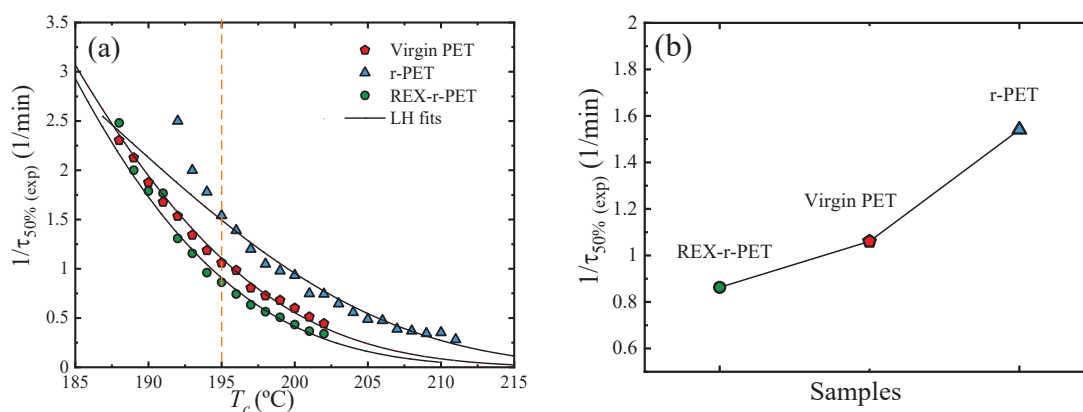 (a)
Virgin PET
r-PET
REX-r-PET
LH fits
3.5
3
2.5
2
1.5
1
0.5
0
1/τ50% (exp) (1/min)
185
191
195
200
205
210
215
Tc (ºC)
(b)
2
1.8
1.6
1.4
1.2
1
0.8
0.6
1/τ50% (exp) (1/min)
r-PET
Virgin PET
REX-r-PET
Samples